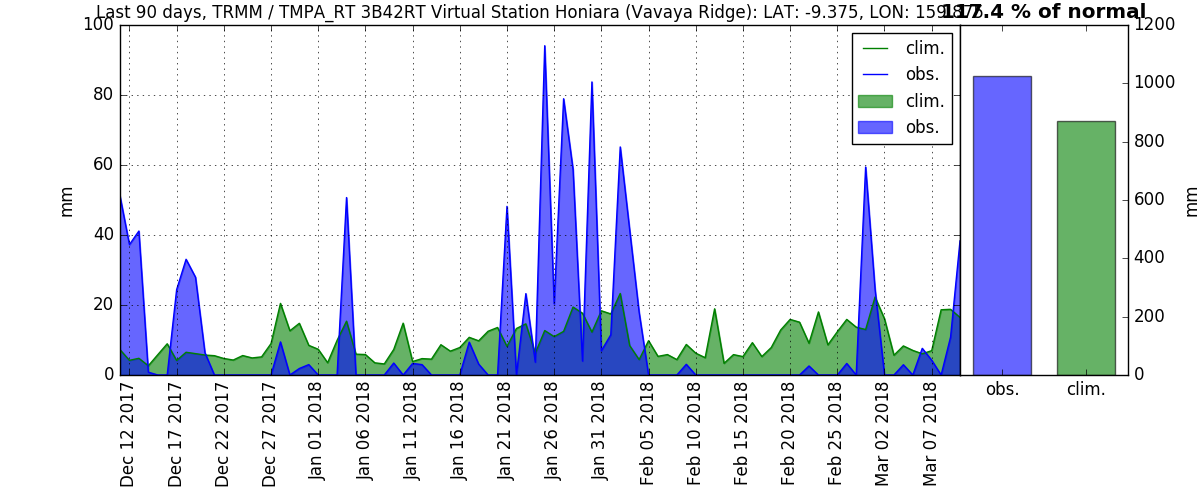 Last 90 days, TRMM / TMPA_RT 3B42RT Virtual Station Honiara (Vavaya Ridge): LAT: -9.375, LON:
117.4 % of normal
100
80
60
40
20
0
mm
clim.
obs.
clim.
obs.
1200
1000
800
600
400
200
0
mm
obs.
clim.
Dec 12 2017
Dec 17 2017
Dec 22 2017
Dec 27 2017
Jan 01 2018
Jan 06 2018
Jan 11 2018
Jan 16 2018
Jan 21 2018
Jan 26 2018
Jan 31 2018
Feb 05 2018
Feb 10 2018
Feb 15 2018
Feb 20 2018
Feb 25 2018
Mar 02 2018
Mar 07 2018